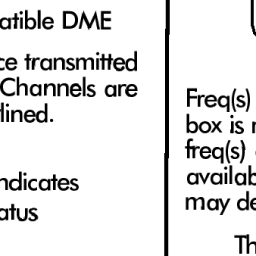 atible DME
ce transmitted
Channels are
lined.
ndicates
atus
Freq(s)
box is
freq(s)
availab
may de
Th